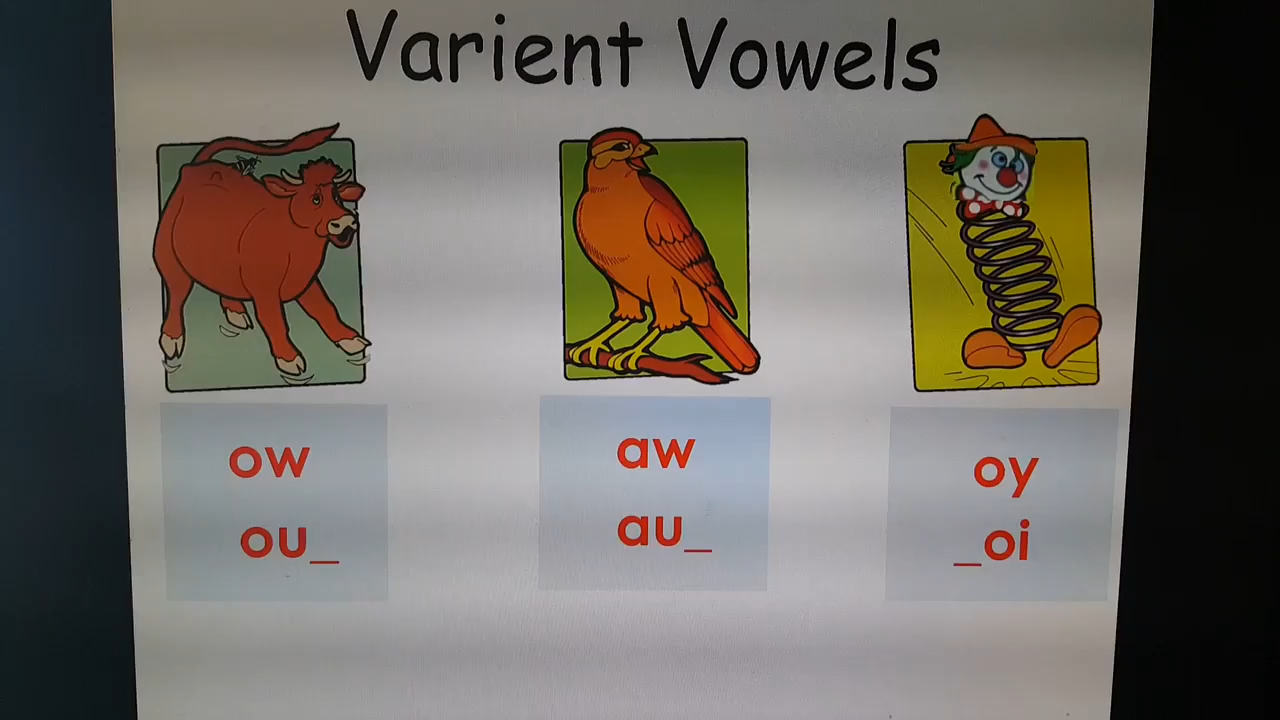 Varient Vowels
ow
ou_
aw
au_
oy
_oi